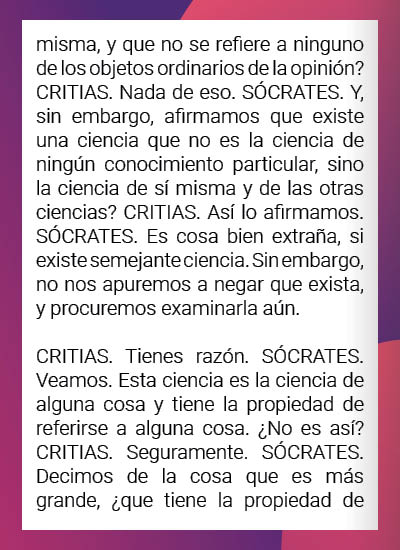 misma, y que no se refiere a ninguno
de los objetos ordinarios de la opinión?
CRITIAS. Nada de eso. SÓCRATES. Y,
sin embargo, afirmamos que existe
una ciencia que no es la ciencia de
ningún conocimiento particular, sino
la ciencia de sí misma y de las otras
ciencias? CRITIAS. Así lo afirmamos.
SÓCRATES. Es cosa bien extraña, si
existe semejante ciencia. Sin embargo,
no nos apuremos a negar que exista,
y procuremos examinarla aún.
CRITIAS. Tienes razón. SÓCRATES.
Veamos. Esta ciencia es la ciencia de
alguna cosa y tiene la propiedad de
referirse a alguna cosa. ¿No es así?
CRITIAS. Seguramente. SÓCRATES.
Decimos de la cosa que es más
grande, ¿que tiene la propiedad de